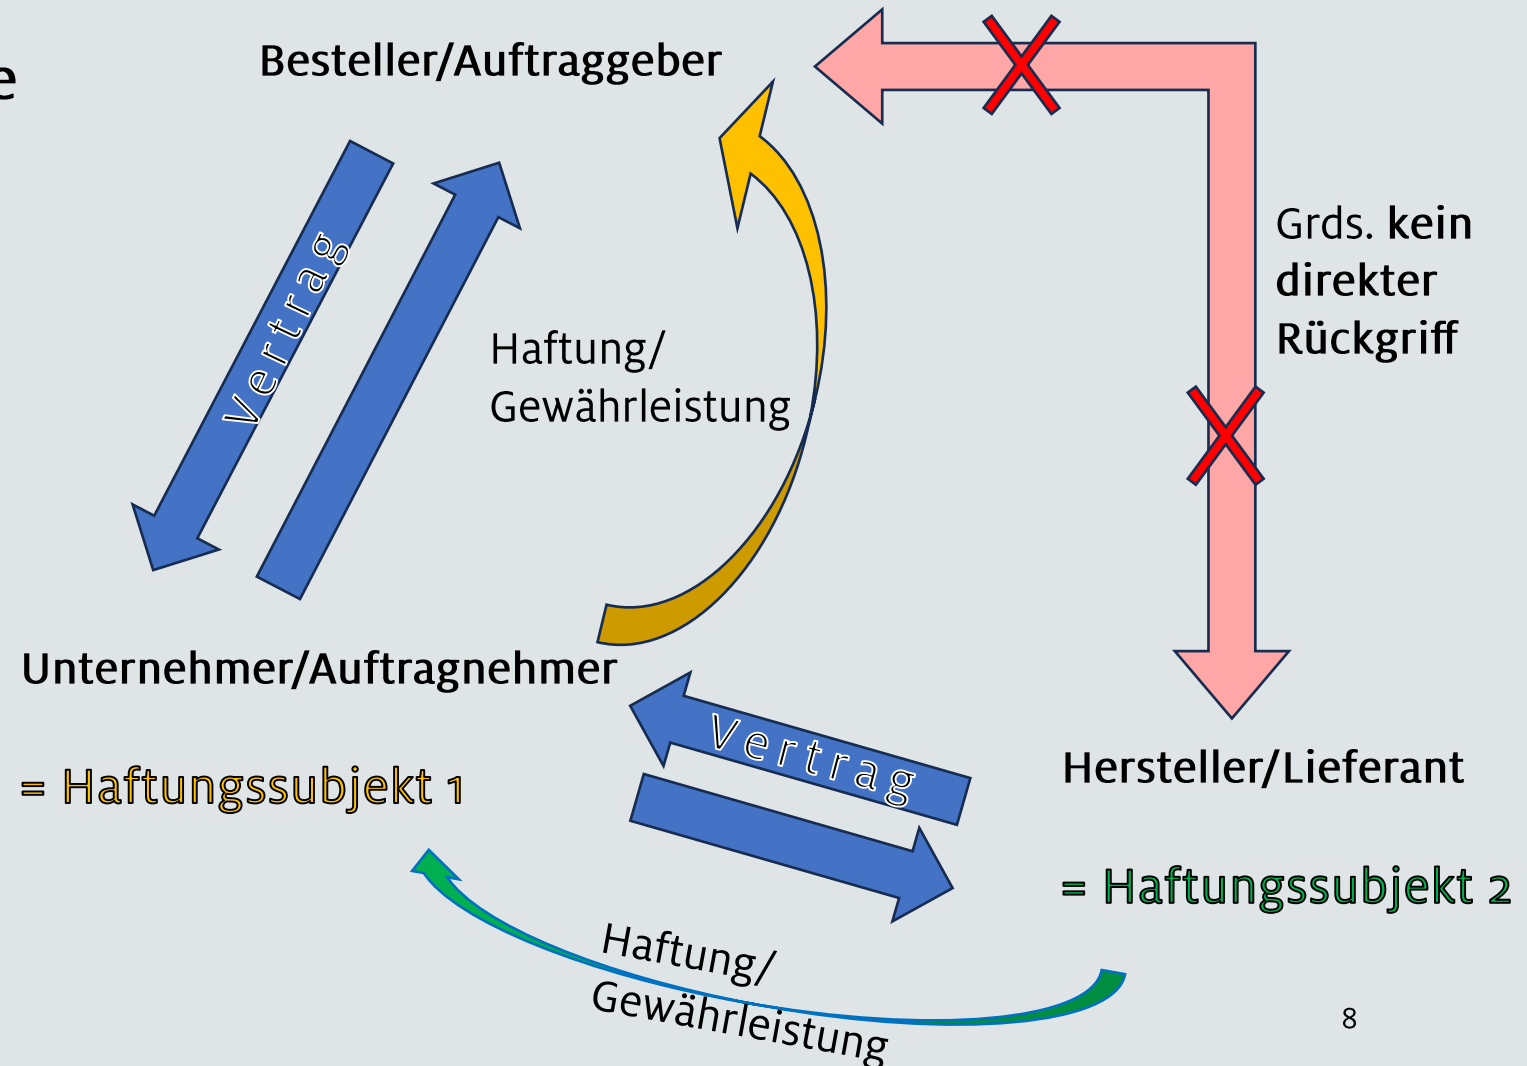 e
Besteller/Auftraggeber
Vertrag
Haftung/
Gewährleistung
Grds. kein
direkter
Rückgriff
Unternehmer/Auftragnehmer
= Haftungssubjekt 1
Vertrag
Hersteller/Lieferant
= Haftungssubjekt 2
Haftung/
Gewährleistung
8